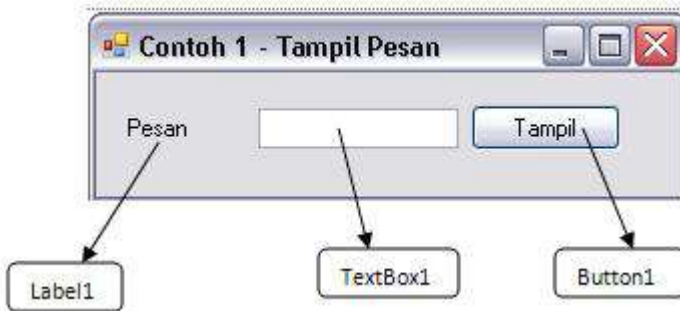 Contoh 1 - Tampil Pesan
Pesan
Tampil
Label1
TextBox1
Button1